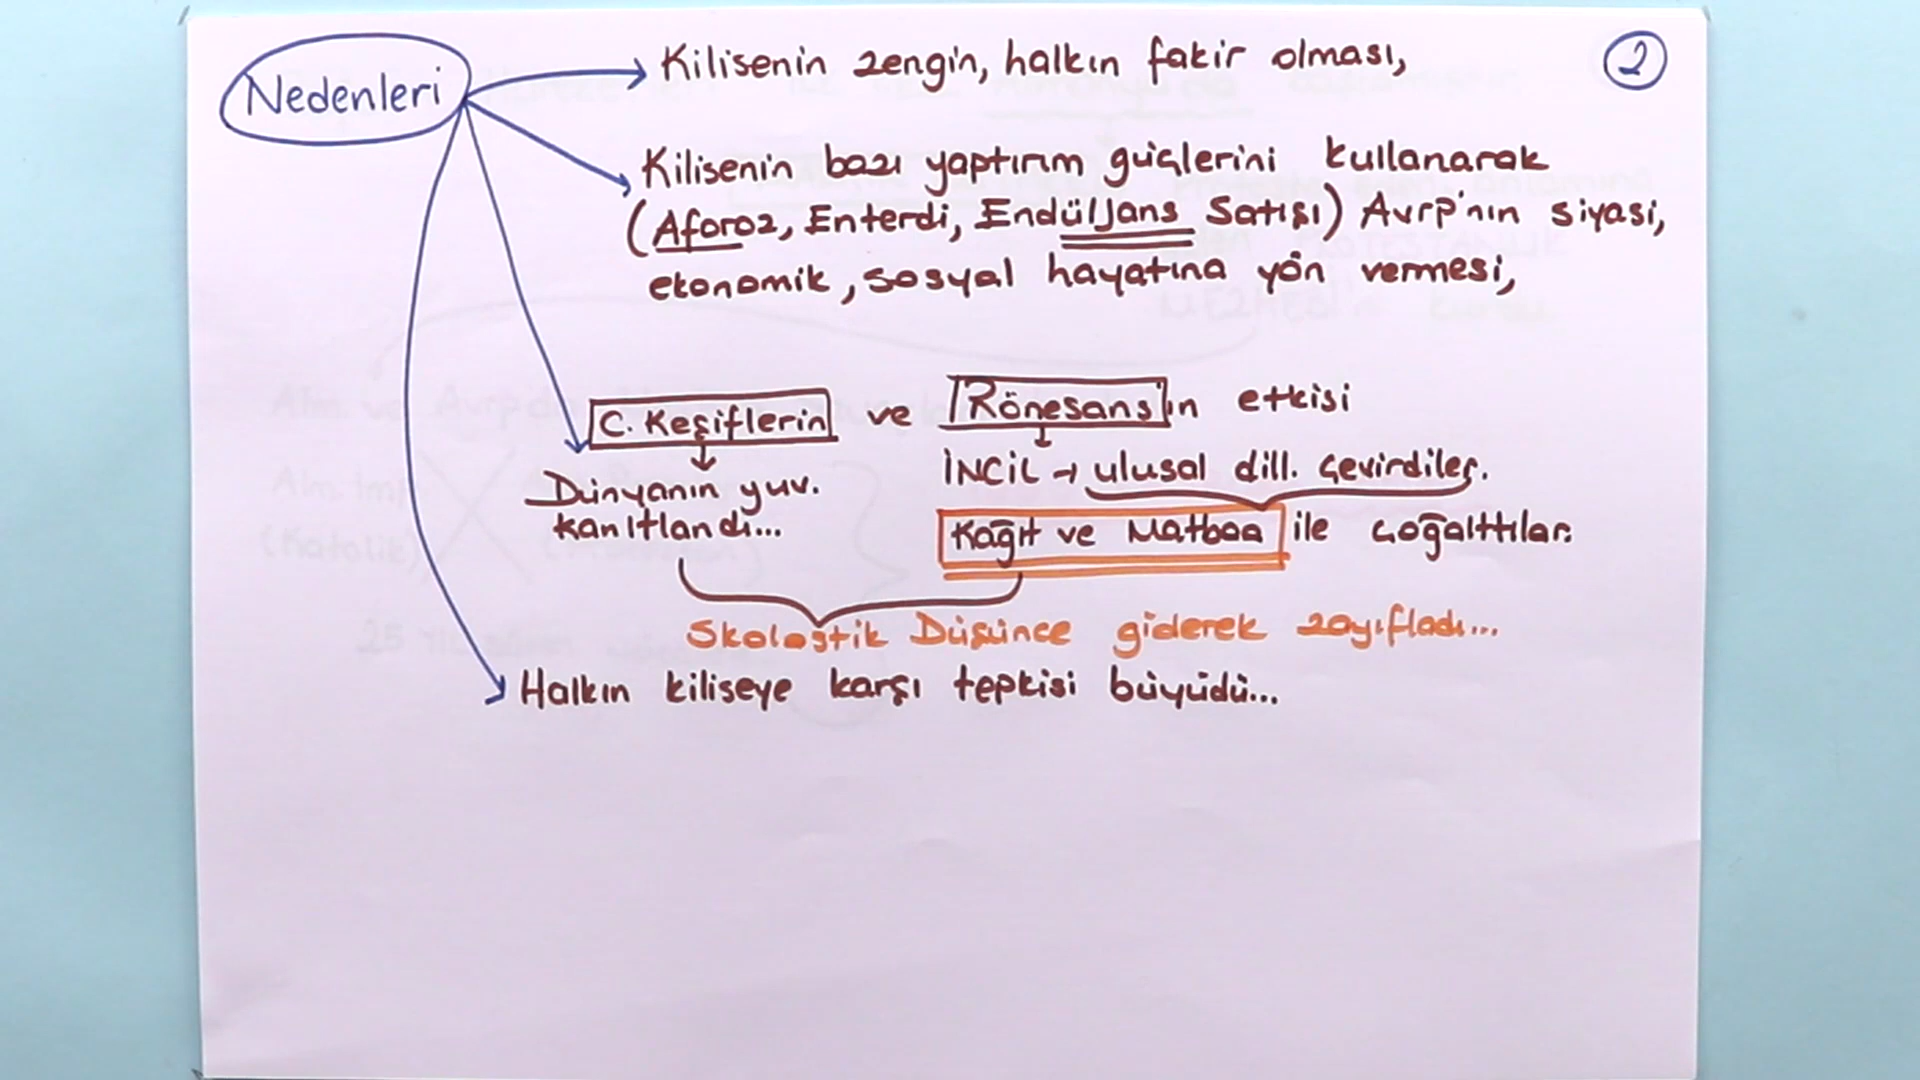 Nedenleri
2
Kilisenin zengin, halkın fakir olması,
Kilisenin bazı yaptırım güçlerini kullanarak
(Aforoz, Enterdi, Endüljans Satışı) Avrp'nın siyasi,
ekonomik, sosyal hayatına yön vermesi,
C. Keşiflerin ve Rönesans'ın etkisi
Dünyanın yuv.
kanıtlandı...
İNCİL → ulusal dill. çevirdiler.
Kağıt ve Matbaa ile çoğalttılar.
Skolastik Düşünce giderek zayıfladı...
Halkın kiliseye karşı tepkisi büyüdü...